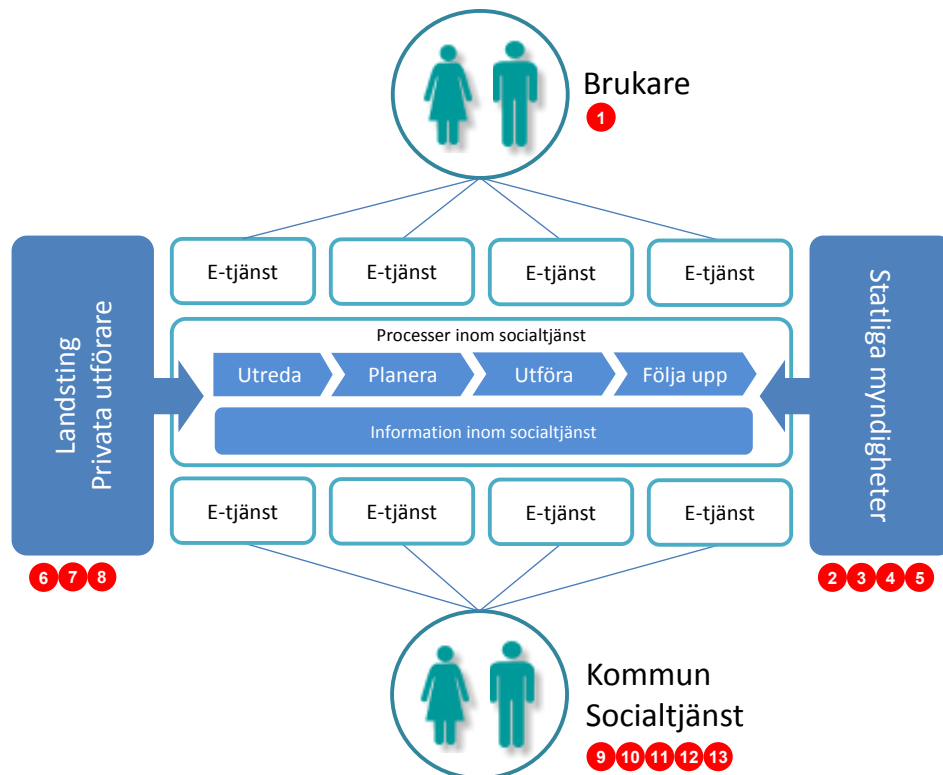 Brukare
1
E-tjänst
E-tjänst
E-tjänst
E-tjänst
Landsting
Privata utförare
6 7 8
Processer inom socialtjänst
Utreda
Planera
Utföra
Följa upp
Information inom socialtjänst
Statliga myndigheter
2 3 4 5
E-tjänst
E-tjänst
E-tjänst
E-tjänst
Kommun
Socialtjänst
9 10 11 12 13